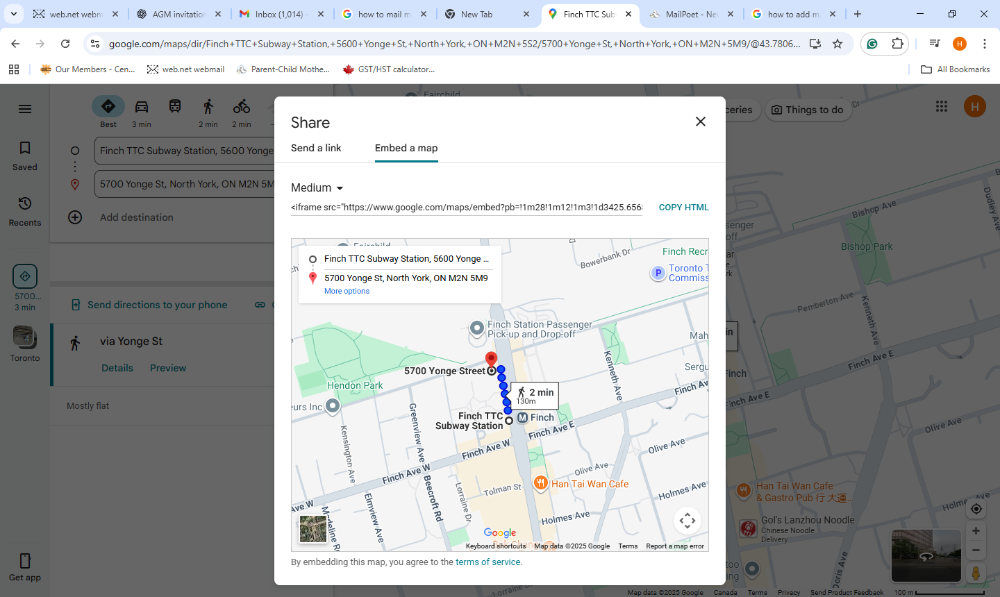 web.net webm
AGM invitation
Inbox (1,014) -
how to mail m
New Tab
Finch TTC Sub
MailPoet - Ne
how to add m
google.com/maps/dir/Finch+TTC+Subway+Station,+5600+Yonge+St,+North+York,+ON+M2N+5S2/5700+Yonge+St,+North+York,+ON+M2N+5M9/@43.7806...
H
Our Members - Cen...
web.net webmail
Parent-Child Mothe...
GST/HST calculator...
All Bookmarks
Saved
Recents
5700...
3 min
4
Toronto
Get app
Best
3 min
2 min
2 min
Finch TTC Subway Station, 5600 Yonge
5700 Yonge St, North York, ON M2N 5M
Add destination
Send directions to your phone
via Yonge St
Details
Preview
Mostly flat
Fairchild
ceries
Things to do
H
Share
Send a link
Embed a map
Medium
<iframe src="https://www.google.com/maps/embed?pb=!1m28!1m12!1m3!1d3425.656
COPY HTML
Fairchild
Finch TTC Subway Station, 5600 Yonge ...
5700 Yonge St, North York, ON M2N 5M9
More options
Bowerbank Dr
Finch Recr
Toronto T
Commiss
P
Finch Station Passenger
Pick-up and Drop-off
Mah
Kenneth Ave
Sergu
5700 Yonge Street
Hendon Park
eurs Inc
2 min
130m
Finch Av
Finch TTC
Subway Station
M
Finch
Finch Ave E
Greenview Ave
Kensington Ave
Finch Ave W
Finch Ave W
Olive Ave
Olive Ave
Han Tai Wan Cafe
Tolman St
Beecroft Rd
Lorraine Dr
Elmview Ave
Madeline Rd
ve W
Holmes Ave
Holmes Ave
Google
Keyboard shortcuts
Map data ©2025 Google
Terms
Report a map error
By embedding this map, you agree to the terms of service.
Dr
Dudley Ave
Bishop Ave
Bishop Park
senger
off
ar
Pemberton Ave
Kenneth Ave
in
Finch Ave E
Finch
Ave E
Olive Ave
Han Tai Wan Cafe
& Gastro Pub 行 大運...
Holmes Ave
Gol's Lanzhou Noodle
Chinese Noodle
Delivery
too
ng
Doris Ave
Lorraine Dr
Map data ©2025 Google
Canada
Terms
Privacy
Send Product Feedback
100 m